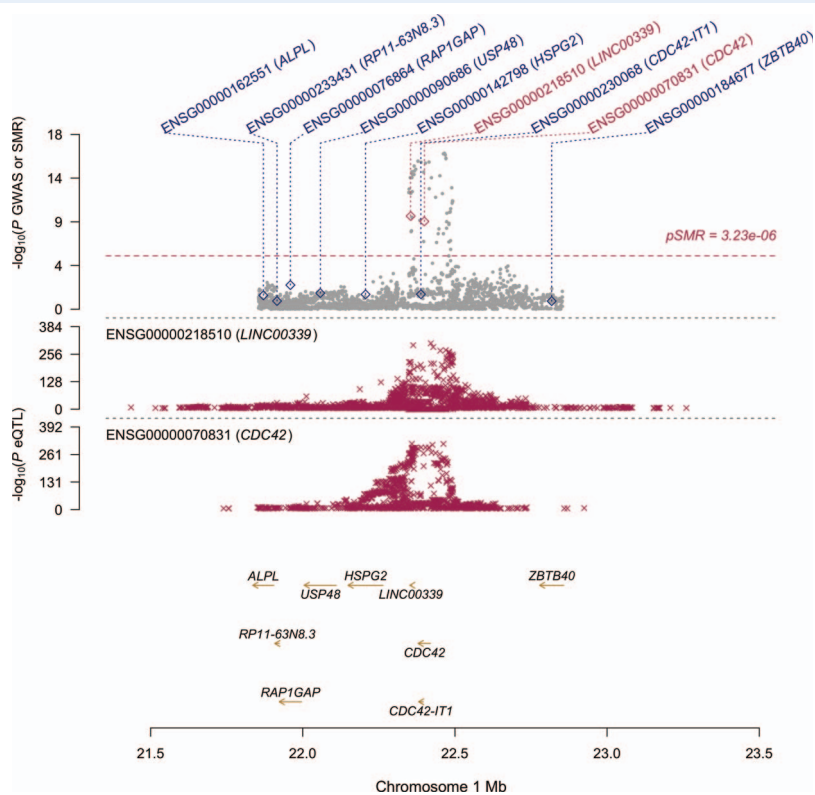 ENSG00000162551 (ALPL)
ENSG00000233431 (RP11-63N8.3)
ENSG00000076864 (RAP1GAP)
ENSG00000090686 (USP48)
ENSG00000142798 (HSPG2)
ENSG00000218510 (LINC00339)
ENSG00000230068 (CDC42-IT1)
ENSG00000070831 (CDC42)
ENSG00000184677 (ZBTB40)
-log10(P GWAS or SMR)
18
14
9
4
0
pSMR = 3.23e-06
ENSG00000218510 (LINC00339)
384
256
128
0
-log10(P eQTL)
ENSG00000070831 (CDC42)
392
261
131
0
ALPL
HSPG2
ZBTB40
USP48
LINC00339
RP11-63N8.3
CDC42
RAP1GAP
CDC42-IT1
21.5
22.0
22.5
23.0
23.5
Chromosome 1 Mb